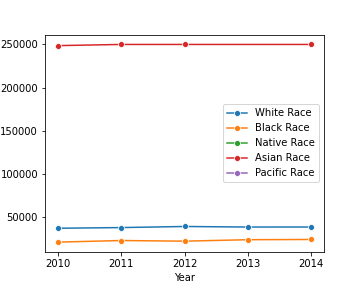 250000
200000
150000
100000
50000
White Race
Black Race
Native Race
Asian Race
Pacific Race
2010 2011 2012 2013 2014
Year